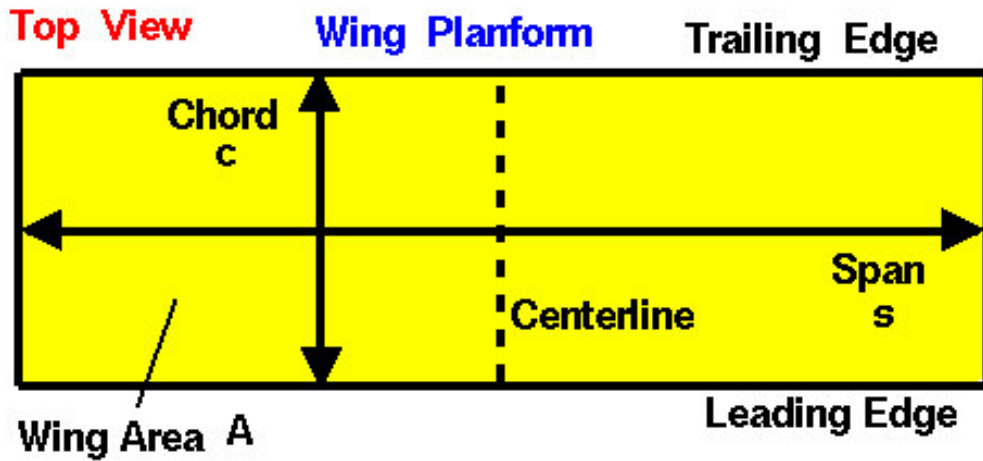 Top View
Wing Planform
Trailing Edge
Chord
c
Span
s
Centerline
Leading Edge
Wing Area A